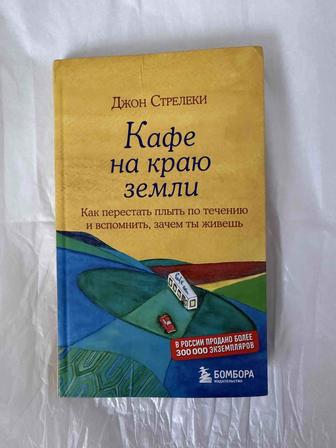 Джон Стрелеки
Кафе
на краю
земли
Как перестать плыть по течению
и вспомнить, зачем ты живешь
В РОССИИ ПРОДАНО БОЛЕЕ
300 000 ЭКЗЕМПЛЯРОВ
БОМБОРА
ИЗДАТЕЛЬСТВО